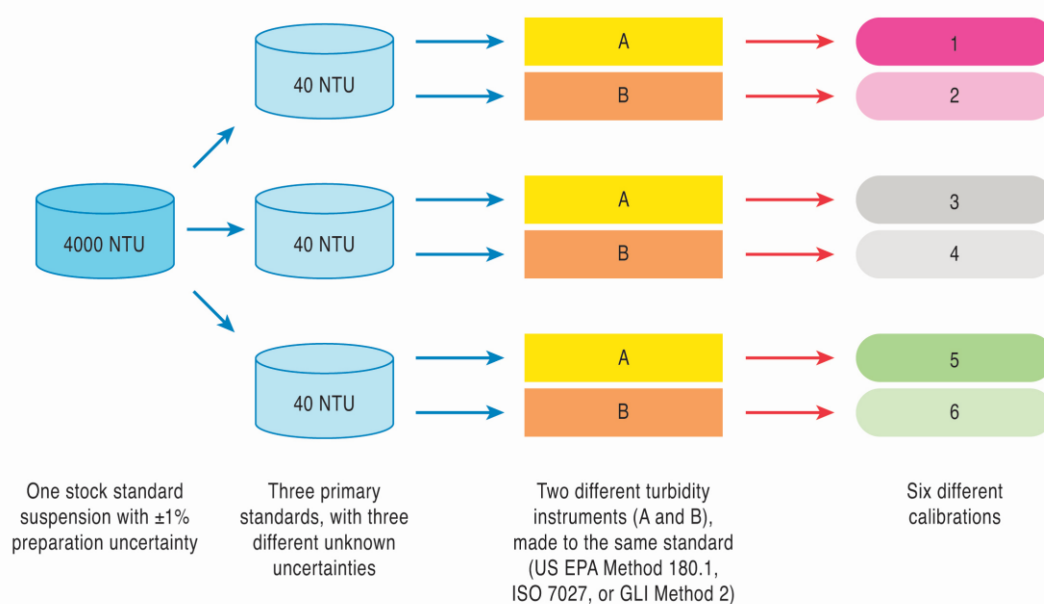 40 NTU
A
1
B
2
4000 NTU
40 NTU
A
3
B
4
40 NTU
A
5
B
6
One stock standard
suspension with ±1%
preparation uncertainty
Three primary
standards, with three
different unknown
uncertainties
Two different turbidity
instruments (A and B),
made to the same standard
(US EPA Method 180.1,
ISO 7027, or GLI Method 2)
Six different
calibrations